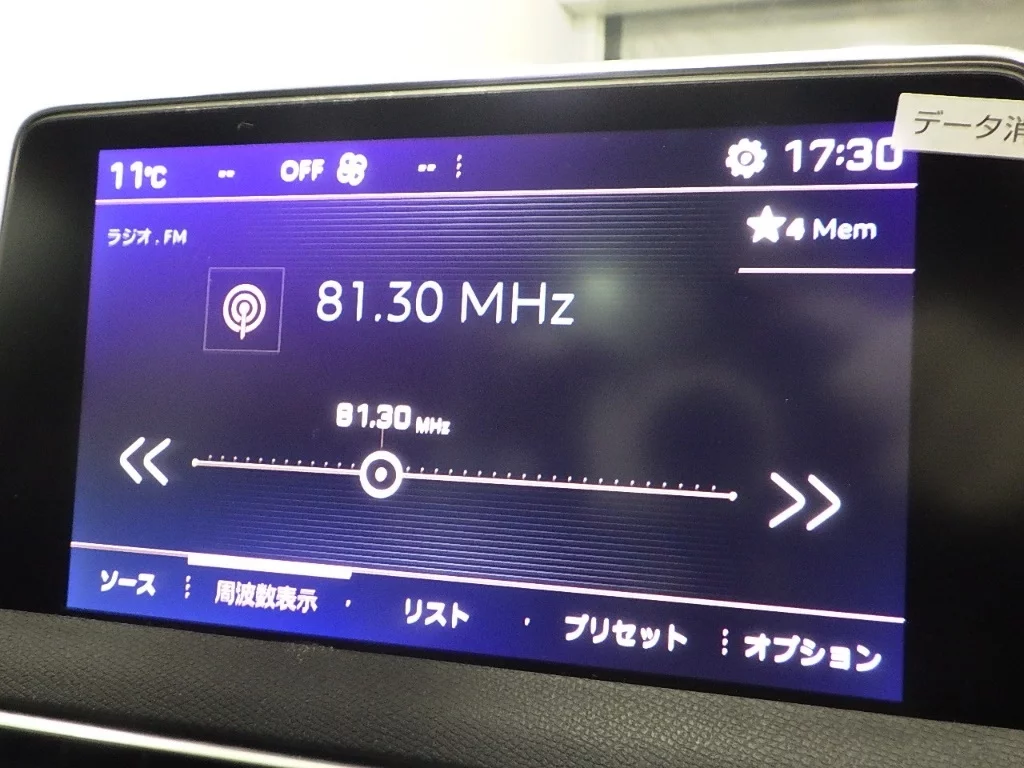 データ消
11℃ -- OFF -- 17:30
ラジオ.FM
4 Mem
81.30 MHz
81.30 MHz
ソース 周波数表示 リスト プリセット オプション